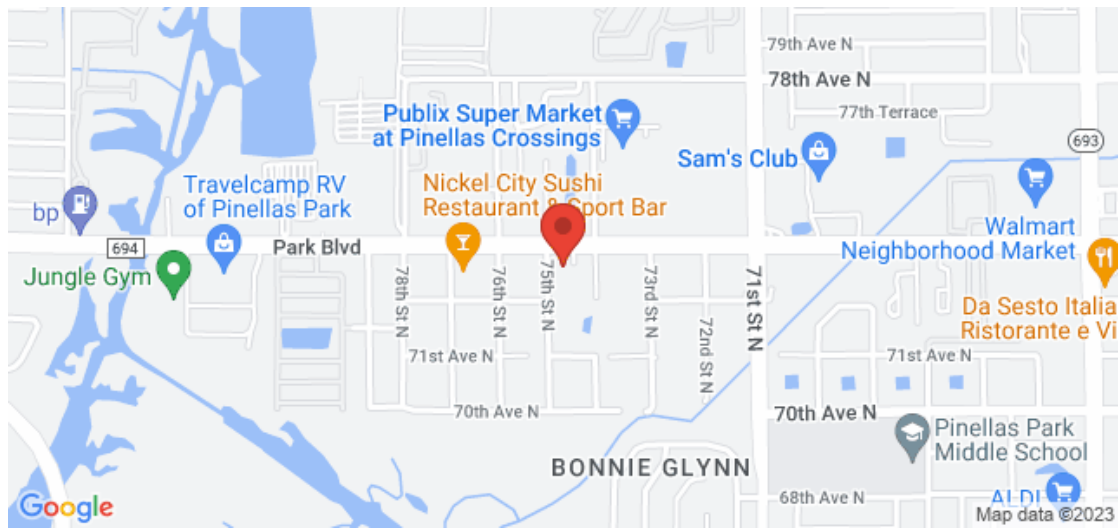 79th Ave N
78th Ave N
77th Terrace
Publix Super Market
at Pinellas Crossings
693
Sam's Club
Travelcamp RV
of Pinellas Park
Nickel City Sushi
Restaurant & Sport Bar
bp
Walmart
Neighborhood Market
694
Park Blvd
Jungle Gym
78th St N
76th St N
75th St N
73rd St N
72nd St N
71st St N
Da Sesto Italia
Ristorante e Vi
71st Ave N
71st Ave N
70th Ave N
70th Ave N
Pinellas Park
Middle School
BONNIE GLYNN
68th Ave N
ALDI
Google
Map data ©2023